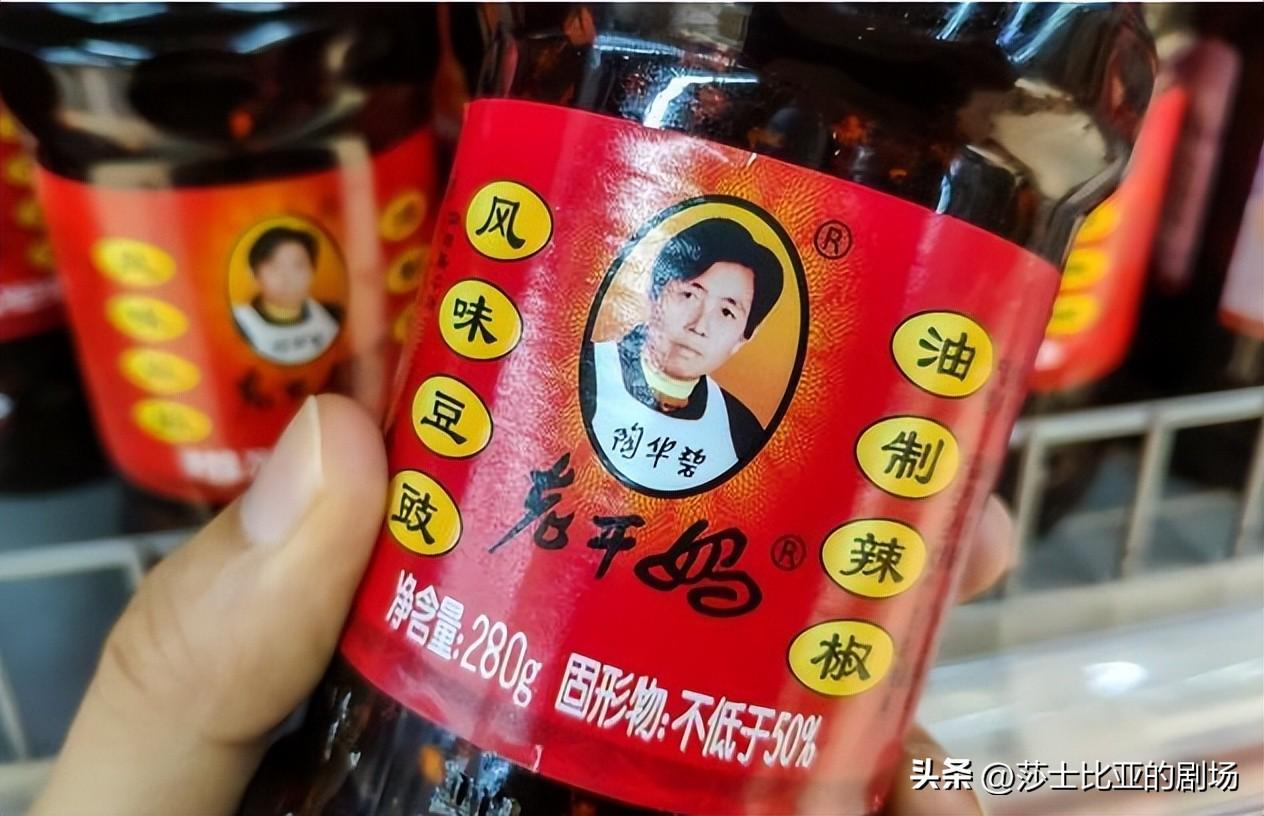 风味豆豉
®
陶华碧
老干妈®
油制辣椒
净含量:280g 固形物:不低于50%
头条 @莎士比亚的剧场